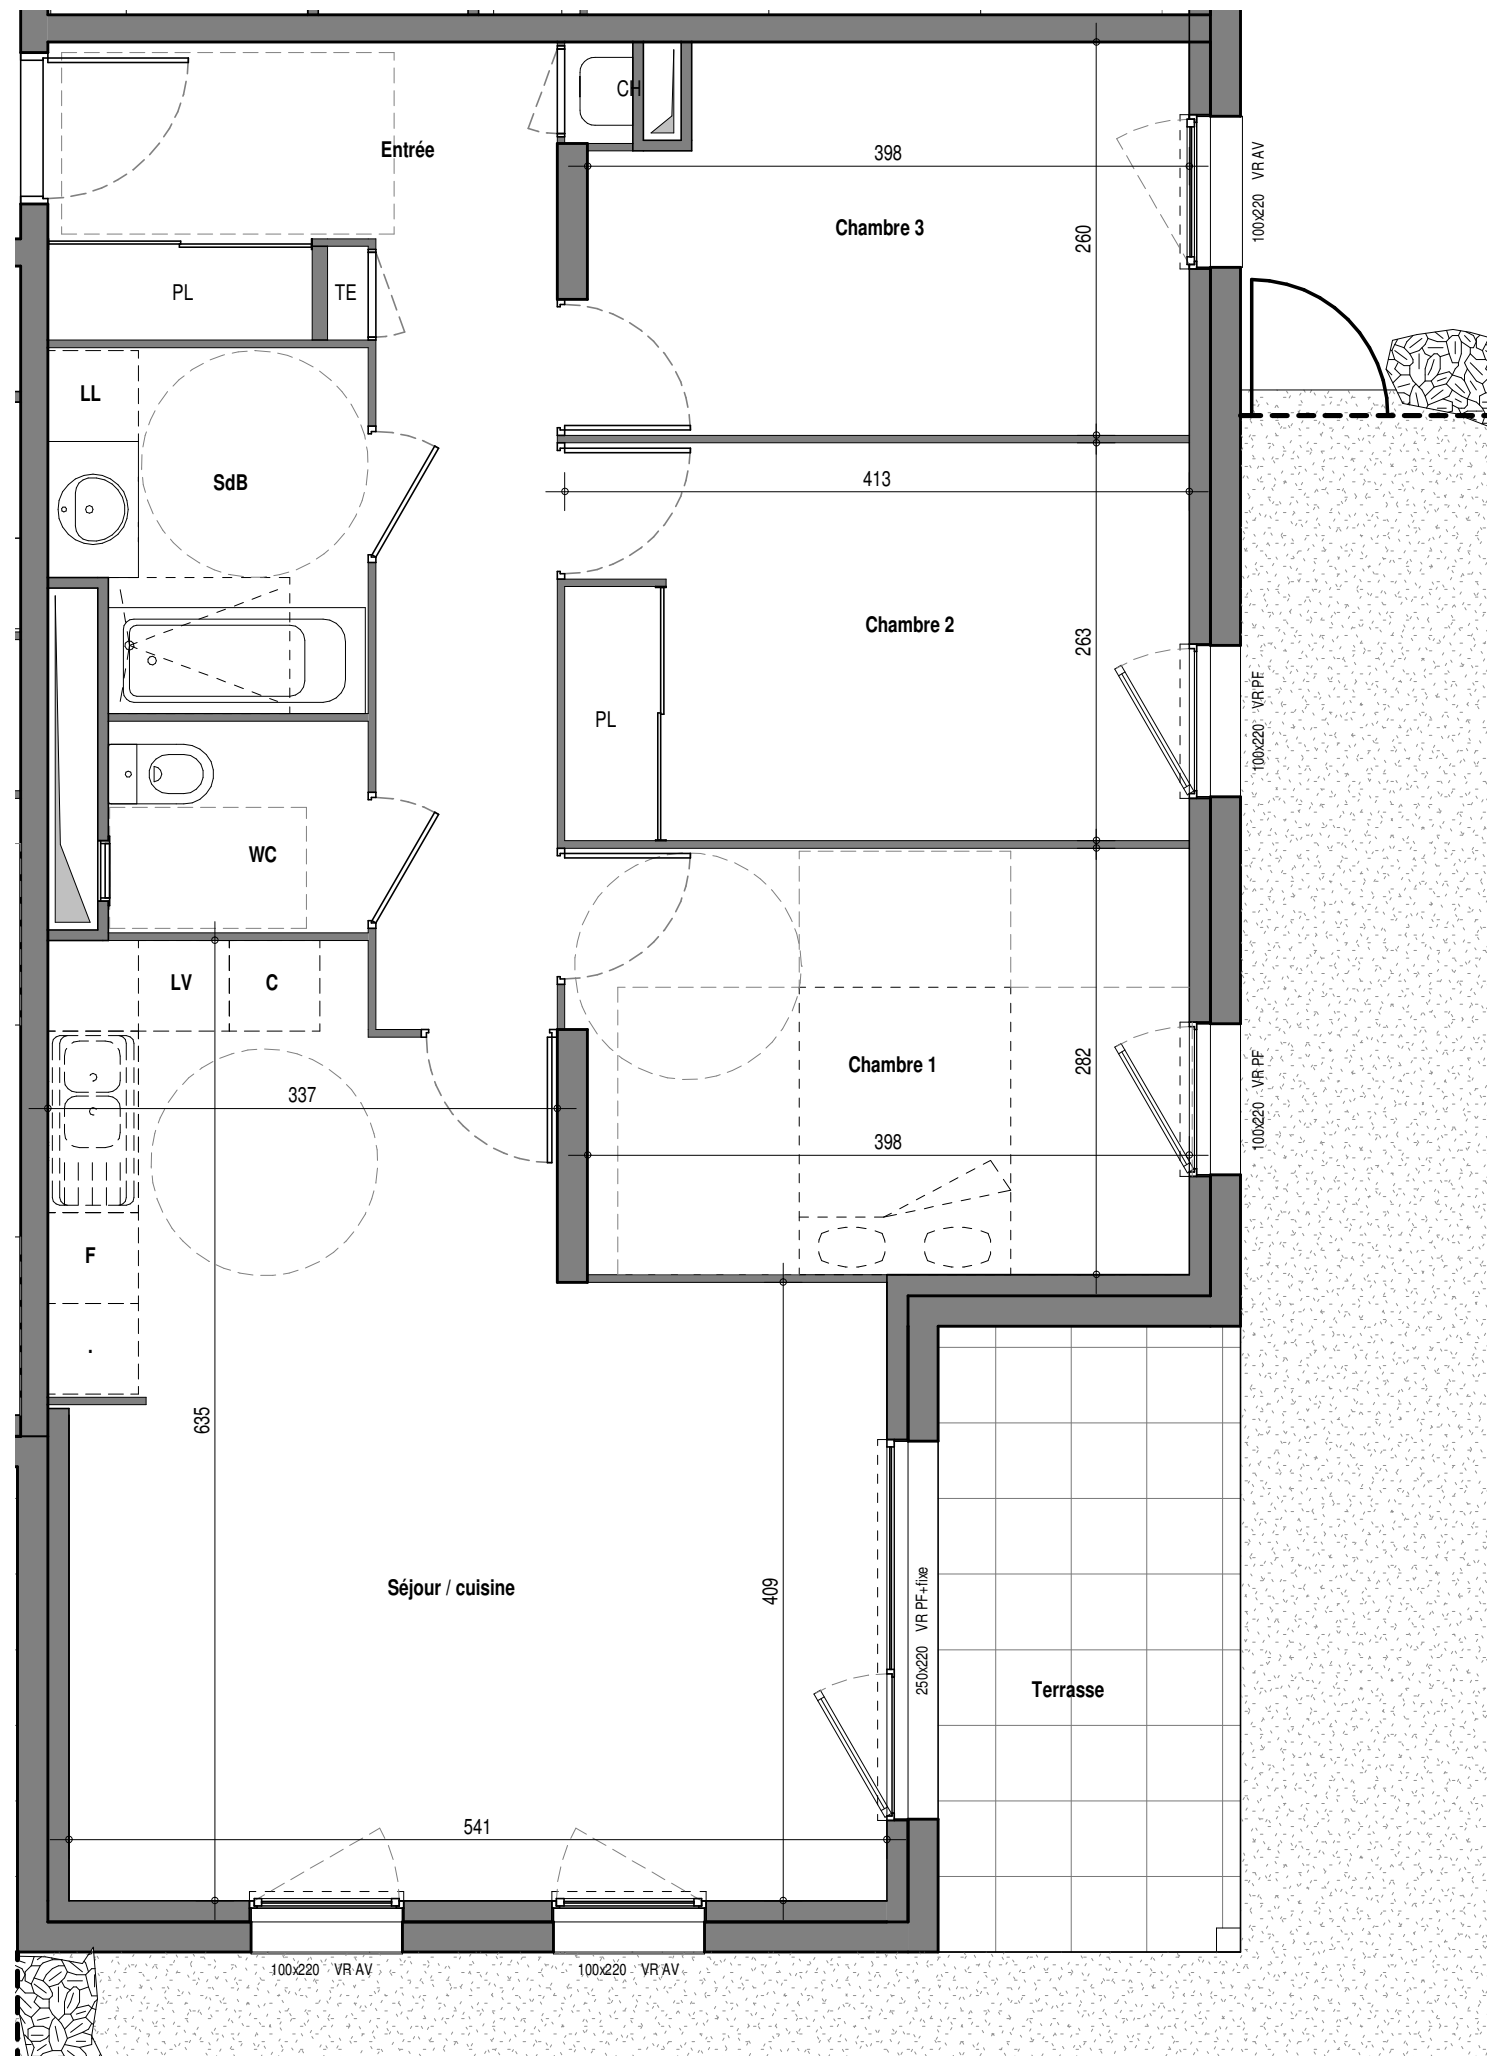 CH
Entrée
398
100x220 VR AV
Chambre 3
260
PL
TE
LL
SdB
413
Chambre 2
263
100x220 VR PF
PL
WC
LV
C
Chambre 1
282
100x220 VR PF
337
398
F
.
635
Séjour / cuisine
409
250x220 VR PF+fixe
Terrasse
541
100x220 VR AV
100x220 VR AV